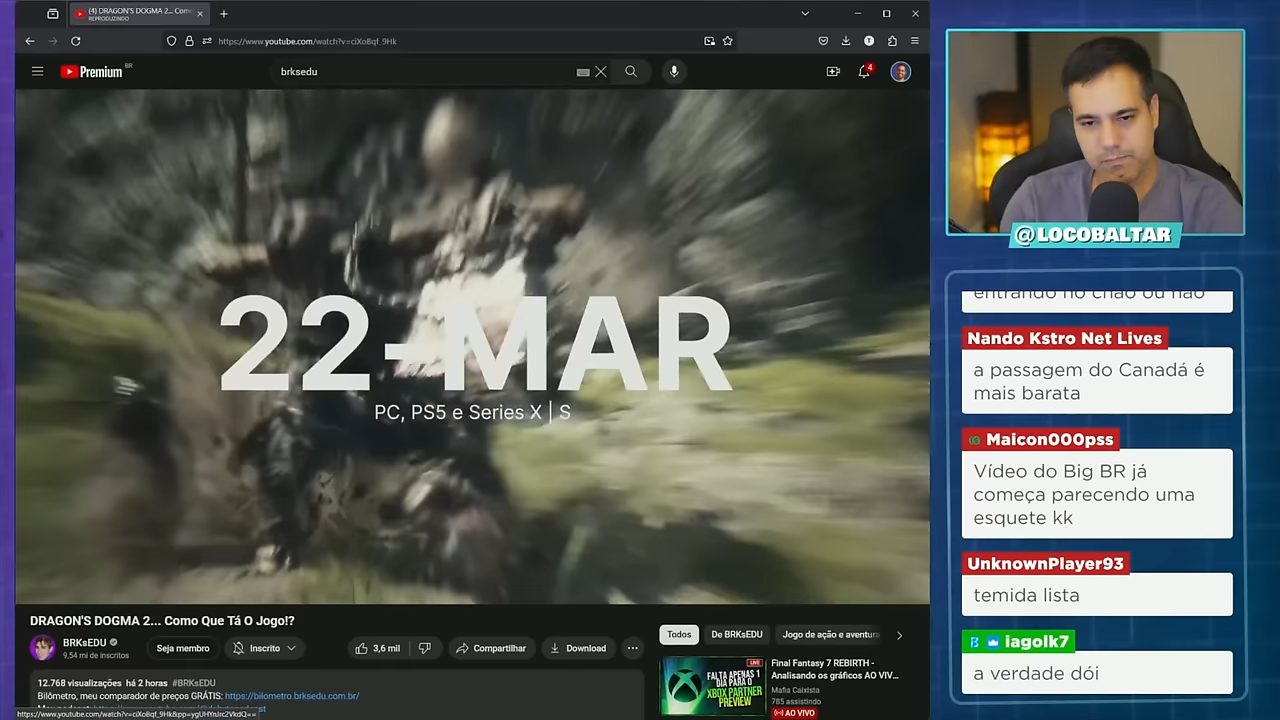 (4) DRAGON'S DOGMA 2... Como
REPRODUZINDO
https://www.youtube.com/watch?v=ciXoBqf_9Hk
Premium BR
brksedu
4
22-MAR
PC, PS5 e Series X | S
DRAGON'S DOGMA 2... Como Que Tá O Jogo!?
BRKsEDU
9,54 mi de inscritos
Seja membro
Inscrito
3,6 mil
Compartilhar
Download
12.768 visualizações há 2 horas #BRKsEDU
Bilômetro, meu comparador de preços GRÁTIS: https://bilometro.brksedu.com.br/
Todos
De BRKsEDU
Jogo de ação e aventura
LIVE
FALTA APENAS 1
DIA PARA O
XBOX PARTNER
PREVIEW
Final Fantasy 7 REBIRTH -
Analisando os gráficos AO VIV...
Mafia Caixista
785 assistindo
AO VIVO
@LOCOBALTAR
entrando no chão ou não
Nando Kstro Net Lives
a passagem do Canadá é
mais barata
Maicon000pss
Vídeo do Big BR já
começa parecendo uma
esquete kk
UnknownPlayer93
temida lista
iagolk7
a verdade dói